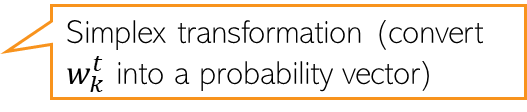 Simplex transformation (convert
$w_k^t$ into a probability vector)